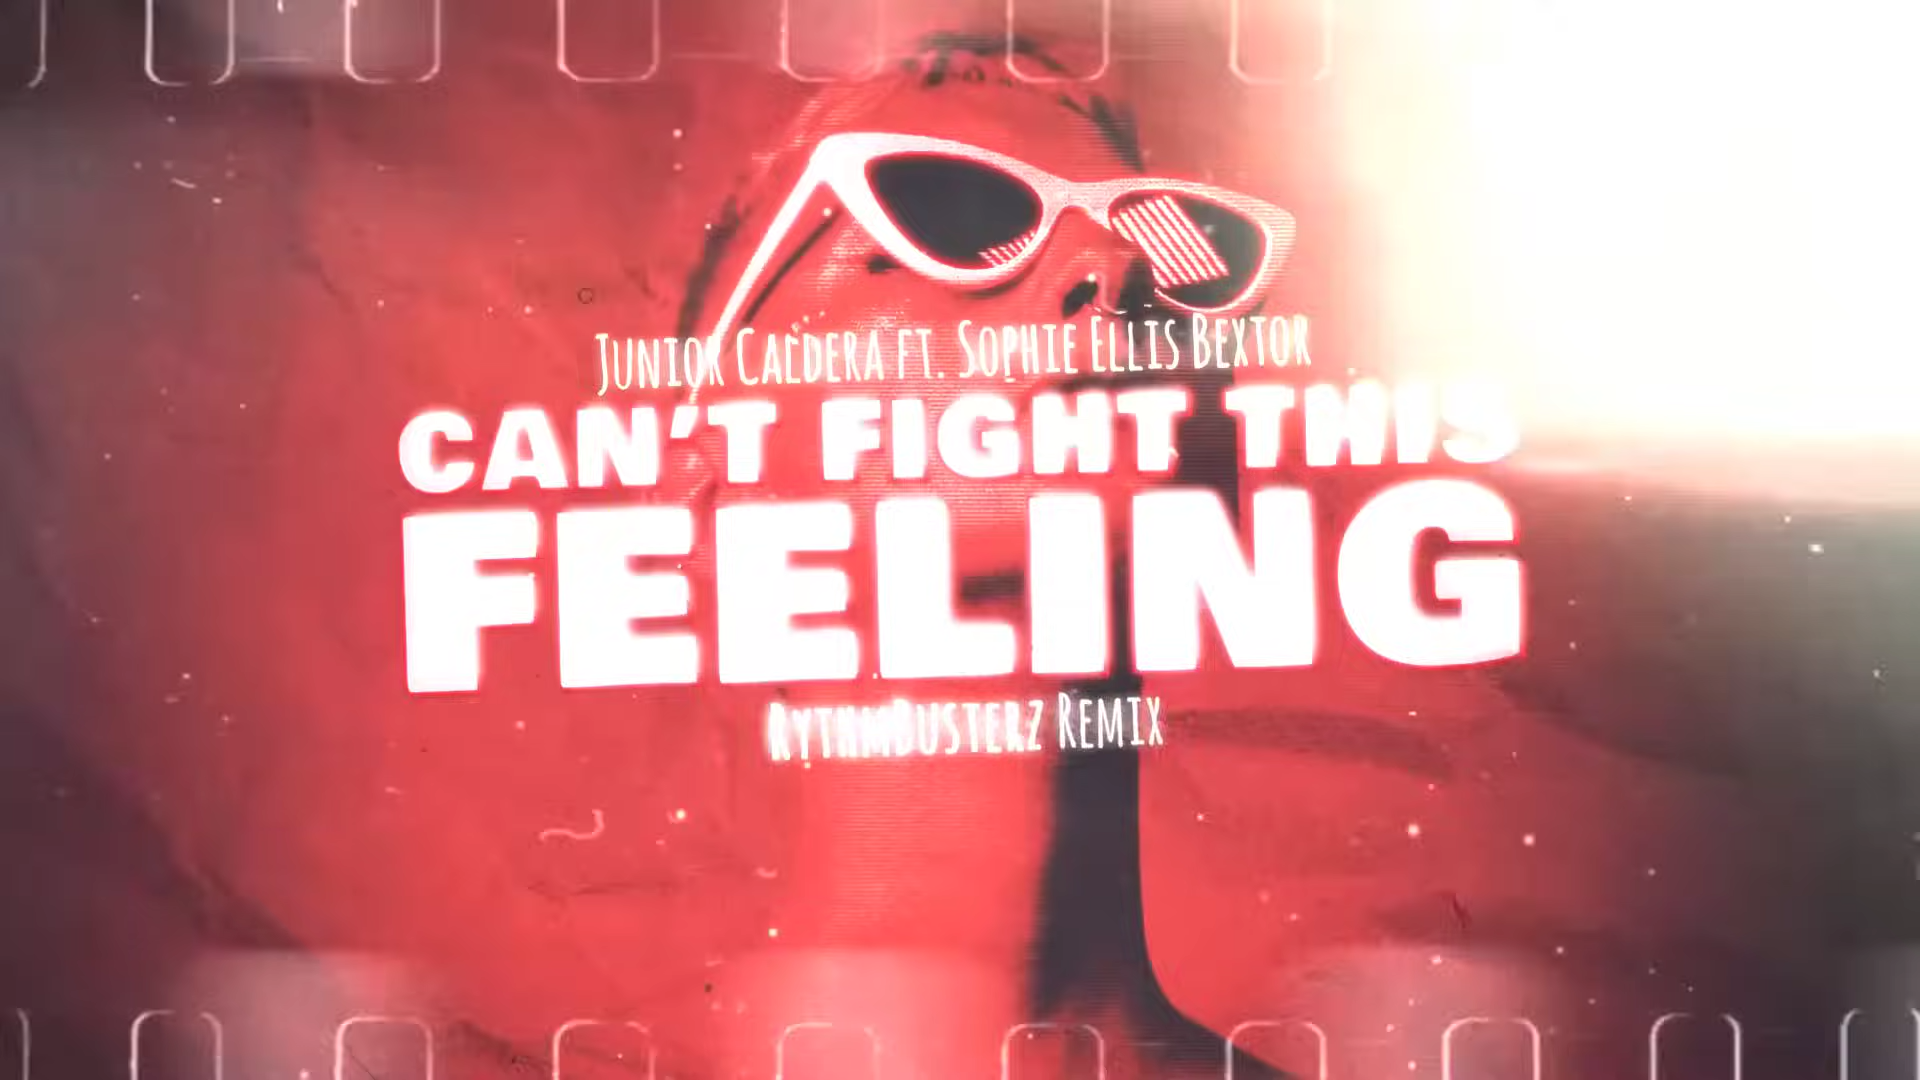 Junior Caldera ft. Sophie Ellis Bextor
CAN'T FIGHT THIS
FEELING
RythmBusterz Remix